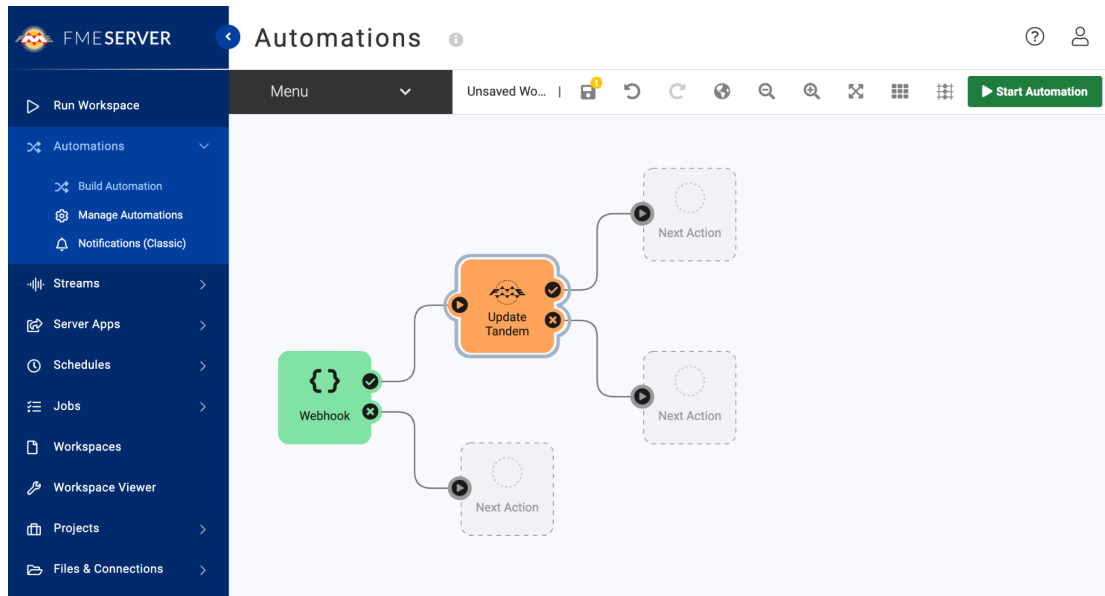 FMESERVER
Automations
Menu
Unsaved Wo... |
Start Automation
Run Workspace
Automations
Build Automation
Manage Automations
Notifications (Classic)
Streams
Server Apps
Schedules
Jobs
Workspaces
Workspace Viewer
Projects
Files & Connections
Next Action
Update
Tandem
Webhook
Next Action
Next Action